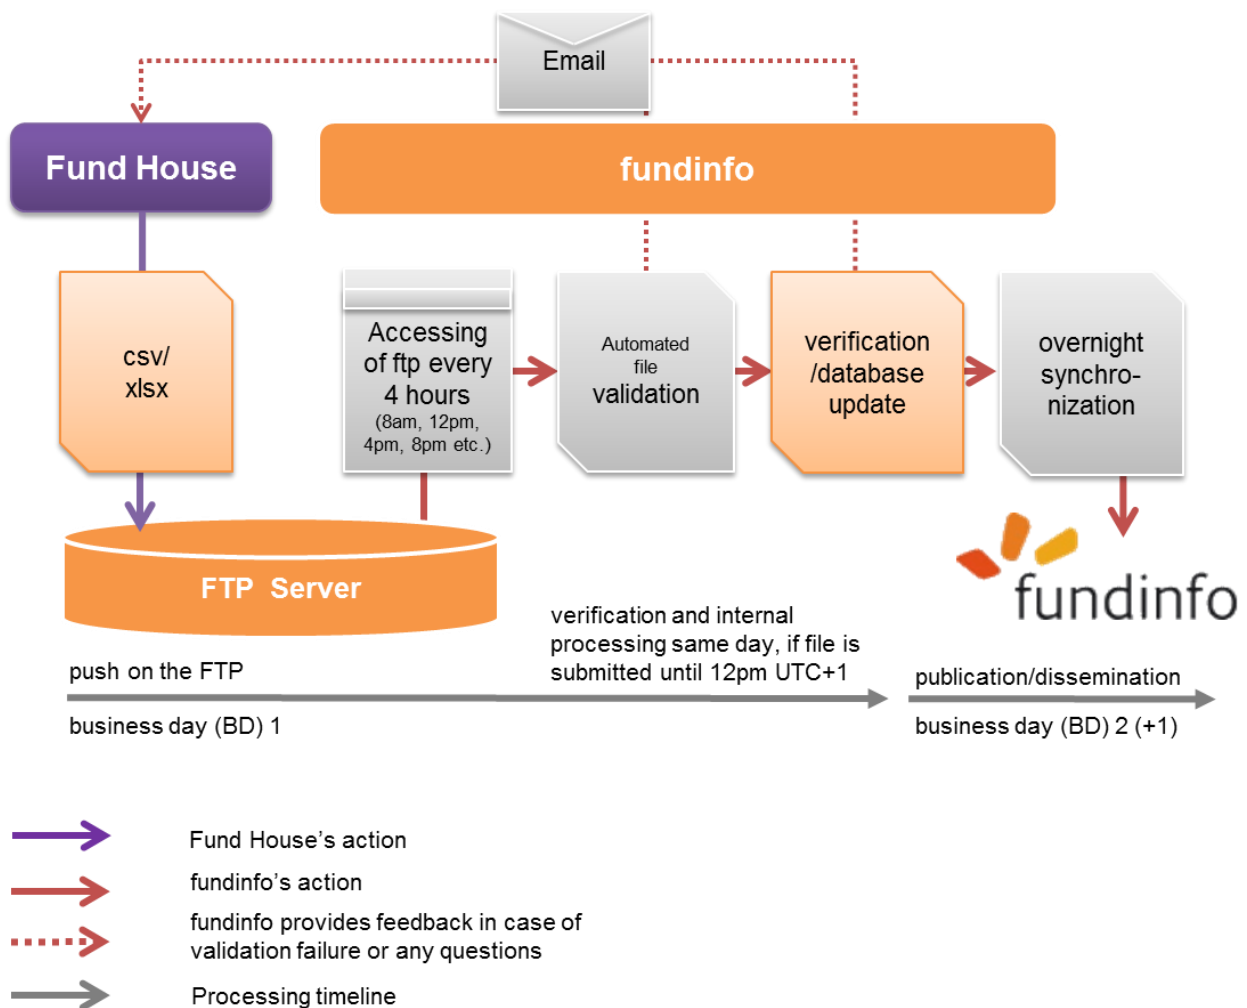 Email
Fund House
fundinfo
csv/
xlsx
Accessing
of ftp every
4 hours
(8am, 12pm,
4pm, 8pm etc.)
Automated
file
validation
verification
/database
update
overnight
synchro-
nization
FTP Server
fundinfo
verification and internal
processing same day, if file is
submitted until 12pm UTC+1
push on the FTP
publication/dissemination
business day (BD) 1
business day (BD) 2 (+1)
Fund House's action
fundinfo's action
fundinfo provides feedback in case of
validation failure or any questions
Processing timeline